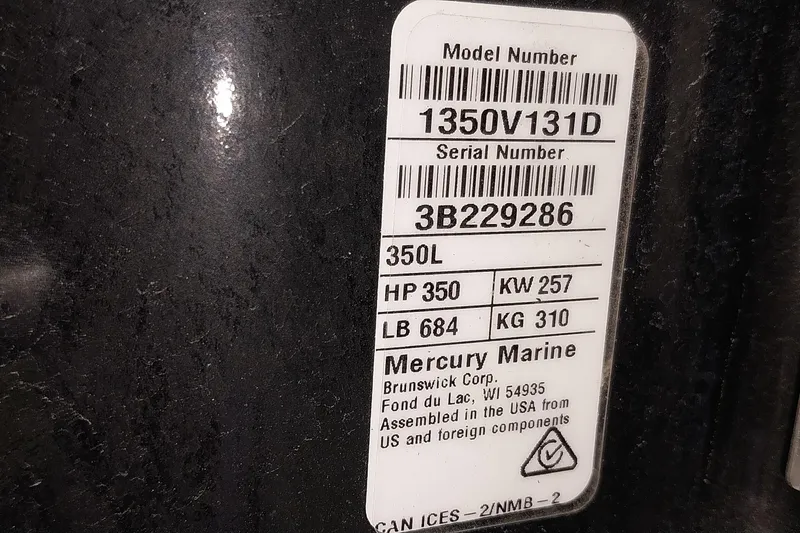 Model Number
1350V131D
Serial Number
3B229286
350L
HP 350 KW 257
LB 684 KG 310
Mercury Marine
Brunswick Corp.
Fond du Lac, WI 54935
Assembled in the USA from
US and foreign components
CAN ICES-2/NMB-2